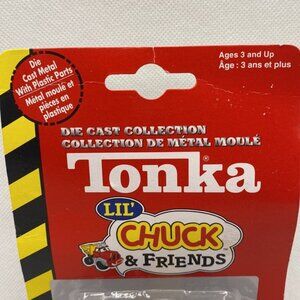 Die
Cast Metal
With Plastic Parts
Métal moulé et
pièces en
plastique
Ages 3 and Up
Âge : 3 ans et plus
DIE CAST COLLECTION
COLLECTION DE MÉTAL MOULÉ
Tonka
LIL'
CHUCK
& FRIENDS